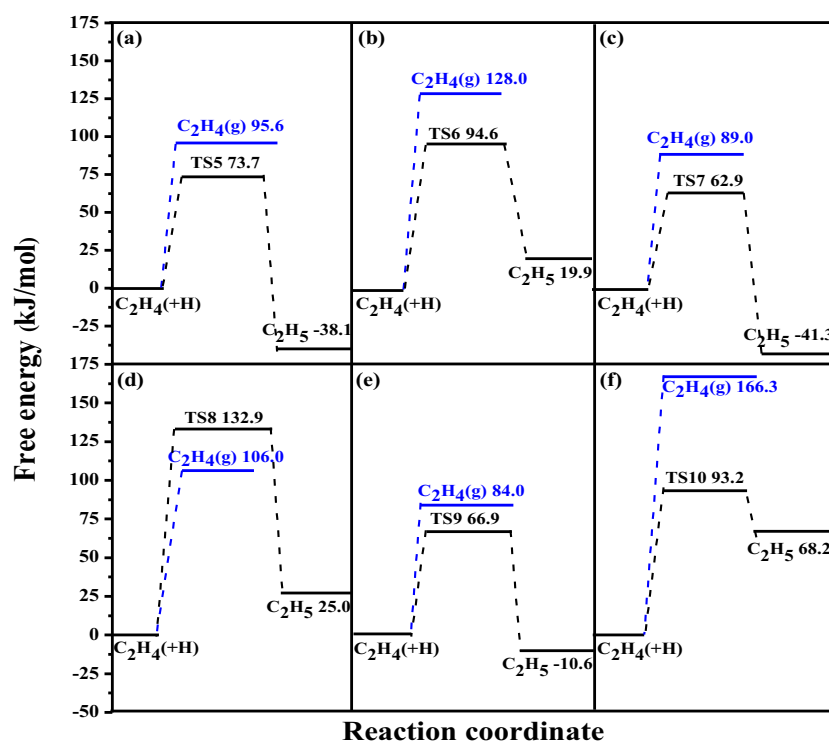 Free energy (kJ/mol)
175
150
125
100
75
50
25
0
-25
(a)
C₂H₄(g) 95.6
TS5 73.7
C₂H₄(+H)
C₂H₅ -38.1
(b)
C₂H₄(g) 128.0
TS6 94.6
C₂H₄(+H)
C₂H₅ 19.9
(c)
C₂H₄(g) 89.0
TS7 62.9
C₂H₄(+H)
C₂H₅ -41.3
175
150
125
100
75
50
25
0
-25
-50
(d)
TS8 132.9
C₂H₄(g) 106.0
C₂H₅ 25.0
C₂H₄(+H)
(e)
C₂H₄(g) 84.0
TS9 66.9
C₂H₄(+H)
C₂H₅ -10.6
(f)
C₂H₄(g) 166.3
TS10 93.2
C₂H₅ 68.2
C₂H₄(+H)
Reaction coordinate